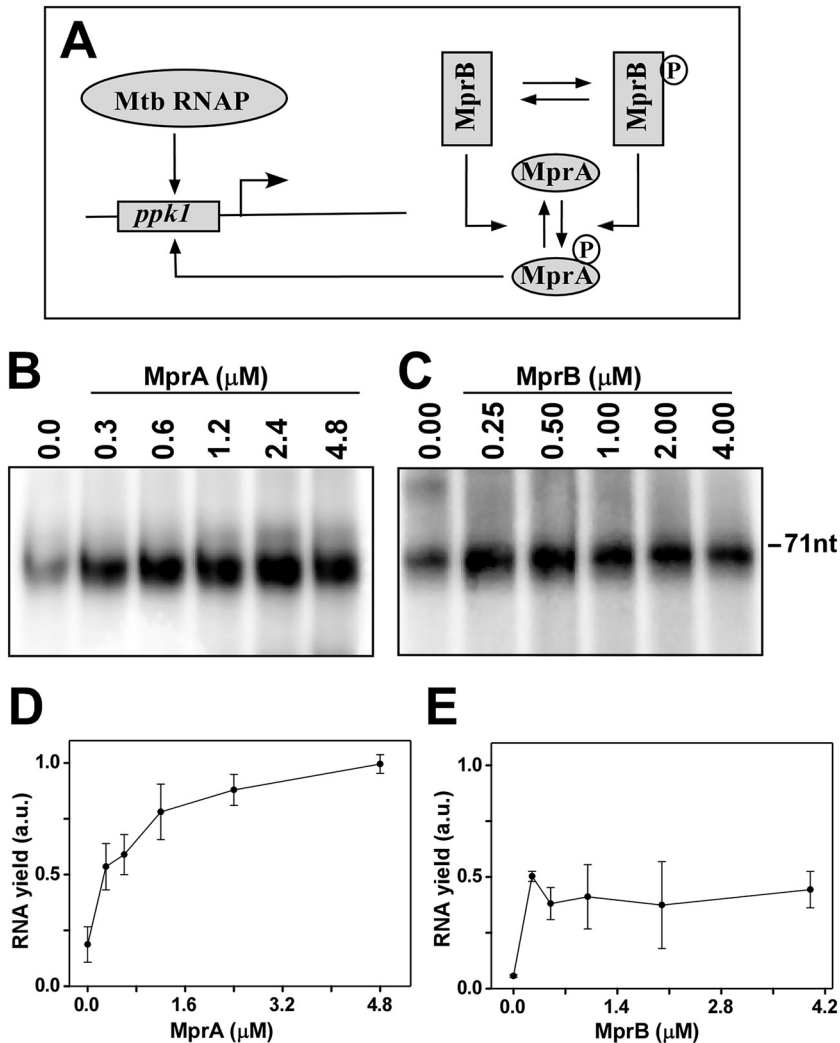 A
Mtb RNAP
ppk1
MprB
MprB
P
MprA
P
MprA
B
MprA (μM)
0.0 0.3 0.6 1.2 2.4 4.8
C
MprB (μM)
0.00 0.25 0.50 1.00 2.00 4.00
–71nt
D
RNA yield (a.u.)
1.0
0.5
0.0
0.0 1.6 3.2 4.8
MprA (μM)
E
RNA yield (a.u.)
1.0
0.5
0.0
0.0 1.4 2.8 4.2
MprB (μM)